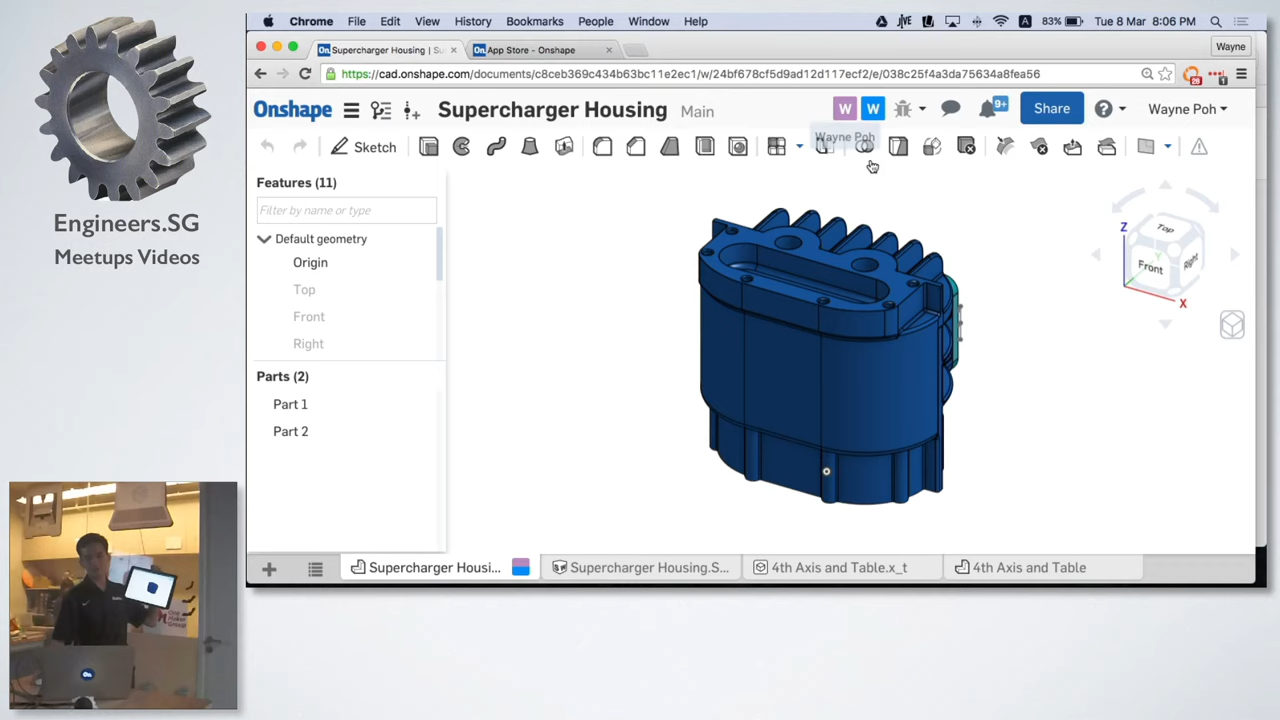 Chrome File Edit View History Bookmarks People Window Help
83% Tue 8 Mar 8:06 PM
Supercharger Housing | Su
App Store - Onshape
Wayne
https://cad.onshape.com/documents/c8ceb369c434b63bc11e2ec1/w/24bf678cf5d9ad12d117ecf2/e/038c25f4a3da75634a8fea56
Onshape Supercharger Housing Main W W 9+ Share Wayne Poh
Sketch
Wayne Poh
Features (11)
Filter by name or type
Default geometry
Origin
Top
Front
Right
Parts (2)
Part 1
Part 2
Z
Top
Front
Right
X
Supercharger Housi...
Supercharger Housing.S...
4th Axis and Table.x_t
4th Axis and Table
Engineers.SG
Meetups Videos
On